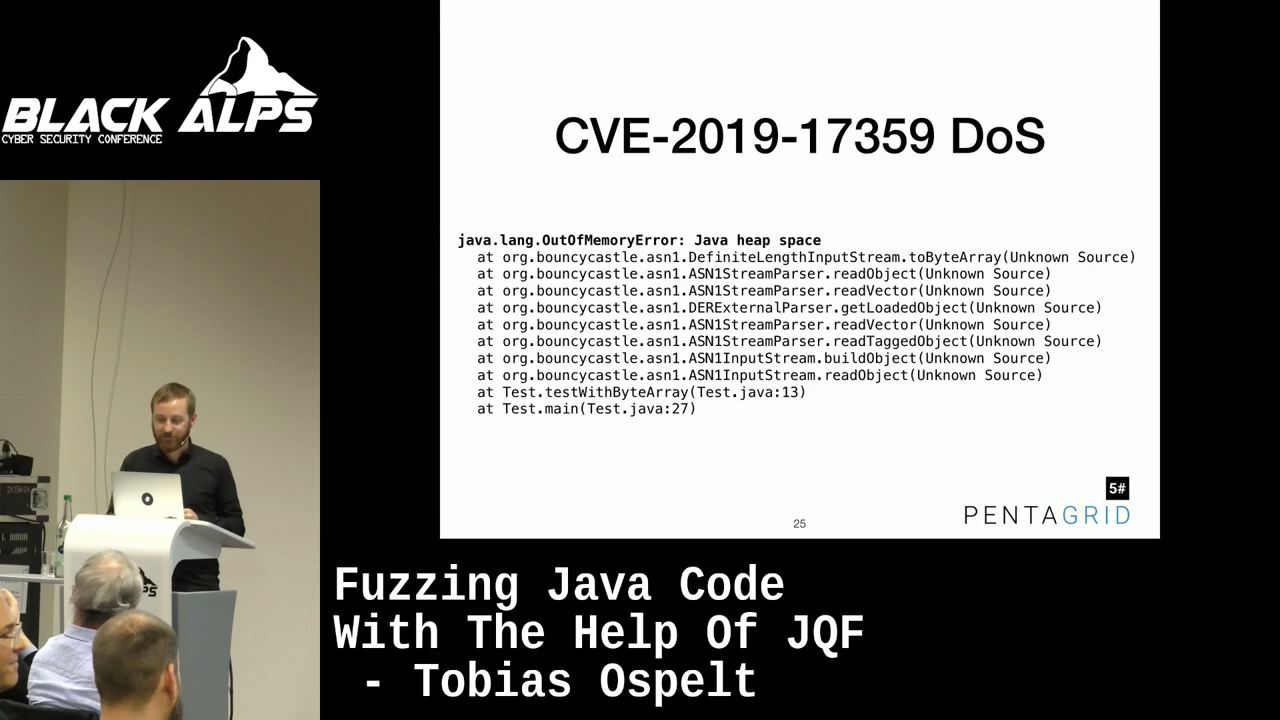 BLACK ALPS
CYBER SECURITY CONFERENCE
CVE-2019-17359 DoS
java.lang.OutOfMemoryError: Java heap space
at org.bouncycastle.asn1.DefiniteLengthInputStream.toByteArray(Unknown Source)
at org.bouncycastle.asn1.ASN1StreamParser.readObject(Unknown Source)
at org.bouncycastle.asn1.ASN1StreamParser.readVector(Unknown Source)
at org.bouncycastle.asn1.DERExternalParser.getLoadedObject(Unknown Source)
at org.bouncycastle.asn1.ASN1StreamParser.readVector(Unknown Source)
at org.bouncycastle.asn1.ASN1StreamParser.readTaggedObject(Unknown Source)
at org.bouncycastle.asn1.ASN1InputStream.buildObject(Unknown Source)
at org.bouncycastle.asn1.ASN1InputStream.readObject(Unknown Source)
at Test.testWithByteArray(Test.java:13)
at Test.main(Test.java:27)
5#
PENTAGRID
25
Fuzzing Java Code
With The Help Of JQF
- Tobias Ospelt